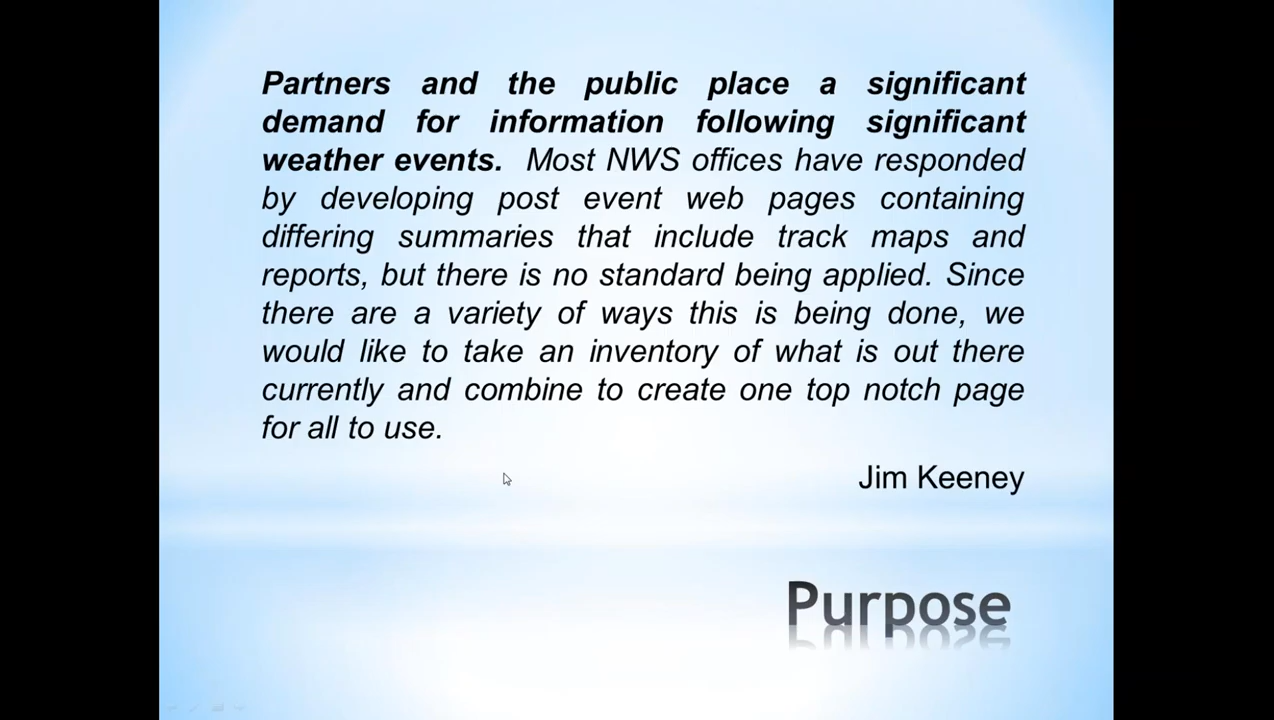 Partners and the public place a significant
demand for information following significant
weather events. Most NWS offices have responded
by developing post event web pages containing
differing summaries that include track maps and
reports, but there is no standard being applied. Since
there are a variety of ways this is being done, we
would like to take an inventory of what is out there
currently and combine to create one top notch page
for all to use.
Jim Keeney
Purpose